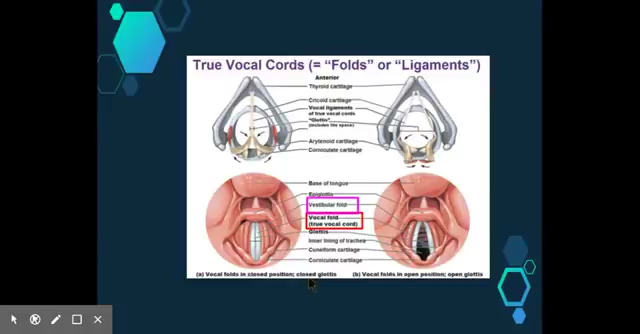 True Vocal Cords (= “Folds” or “Ligaments”)
Anterior
Thyroid cartilage
Cricoid cartilage
Vocal ligaments
of true vocal cords
"Glottis"
(includes the space)
Arytenoid cartilage
Corniculate cartilage
Base of tongue
Epiglottis
Vestibular fold
Vocal fold
(true vocal cord)
Glottis
Inner lining of trachea
Cuneiform cartilage
Corniculate cartilage
(a) Vocal folds in closed position; closed glottis
(b) Vocal folds in open position; open glottis